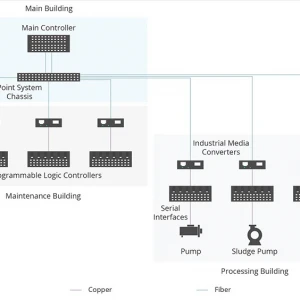 Main Building
Main Controller
Point System
Chassis
Industrial Media
Converters
ogrammable Logic Controllers
Maintenance Building
Serial
Interfaces
Pump
Sludge Pump
Processing Building
Copper
Fiber